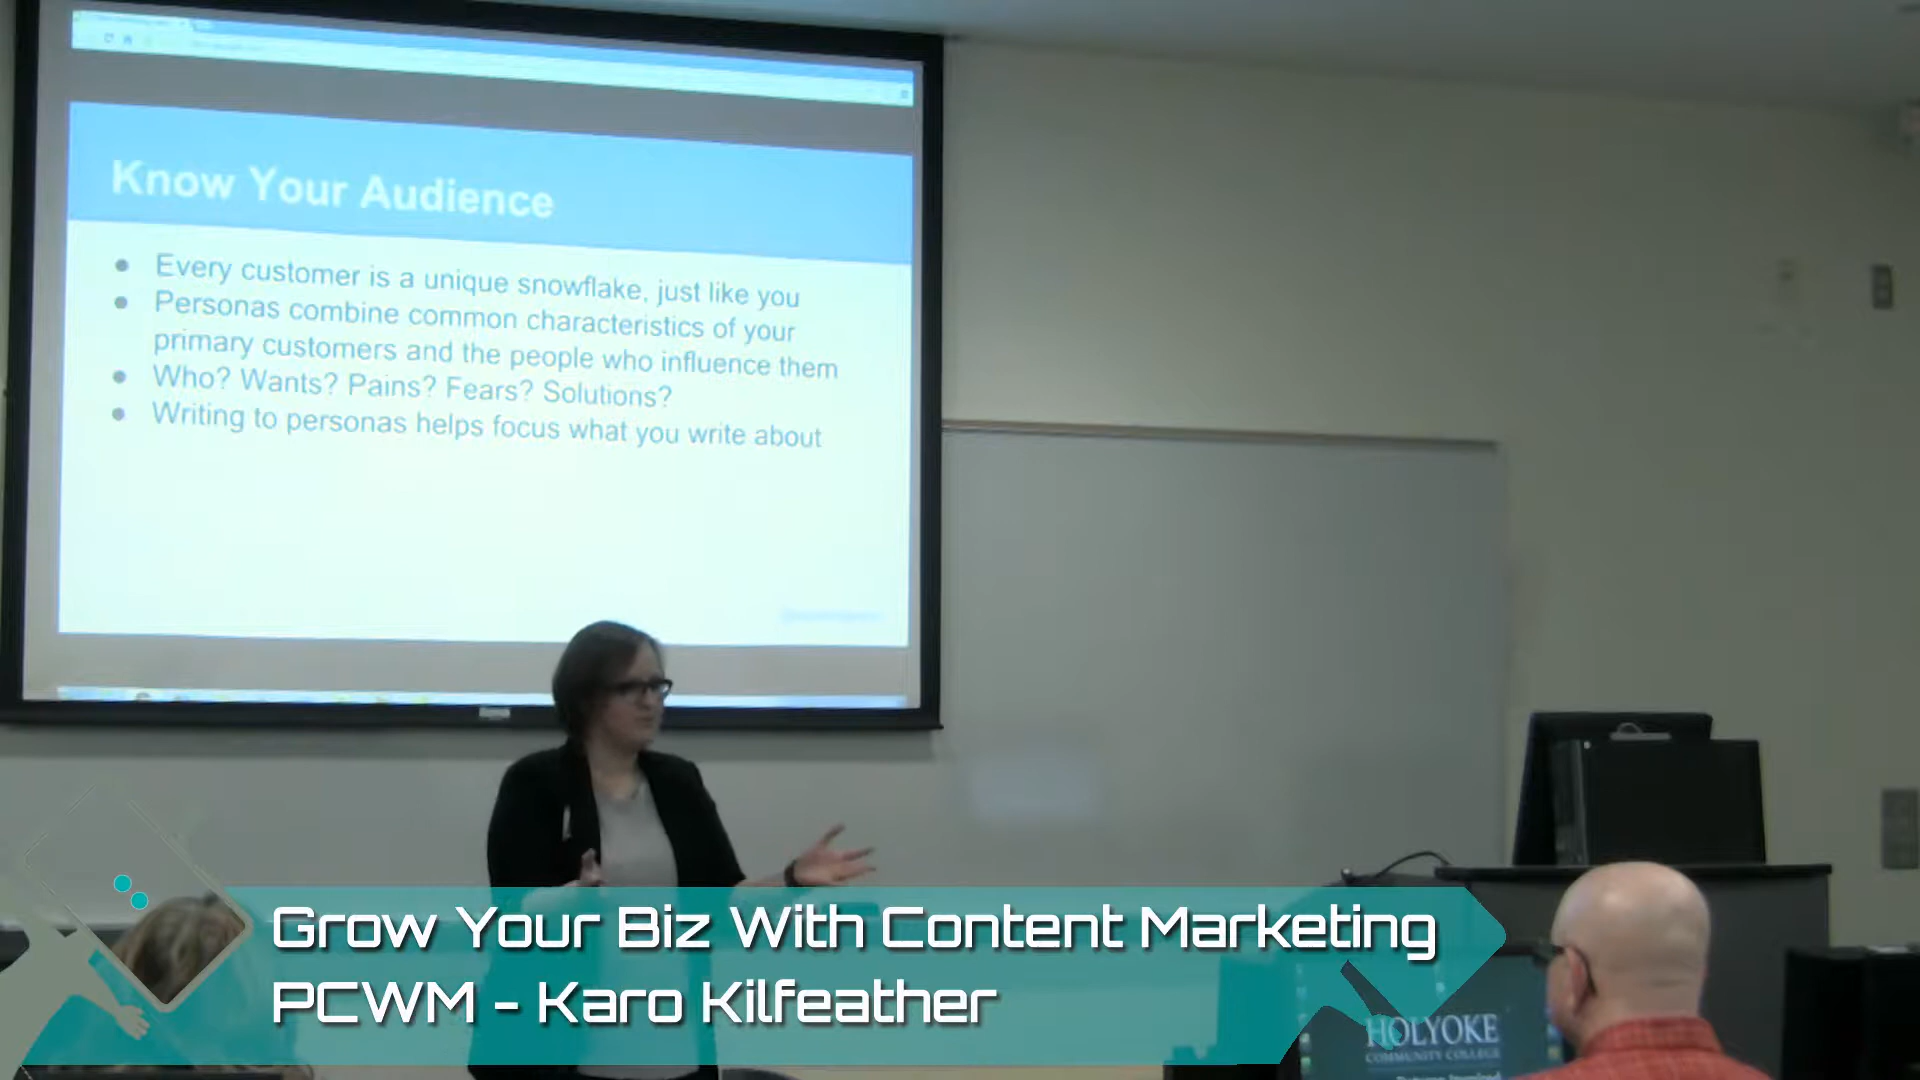 Know Your Audience
Every customer is a unique snowflake, just like you
Personas combine common characteristics of your
primary customers and the people who influence them
Who? Wants? Pains? Fears? Solutions?
Writing to personas helps focus what you write about
Grow Your Biz With Content Marketing
PCWM - Karo Kilfeather
HOLYOKE
COMMUNITY COLLEGE